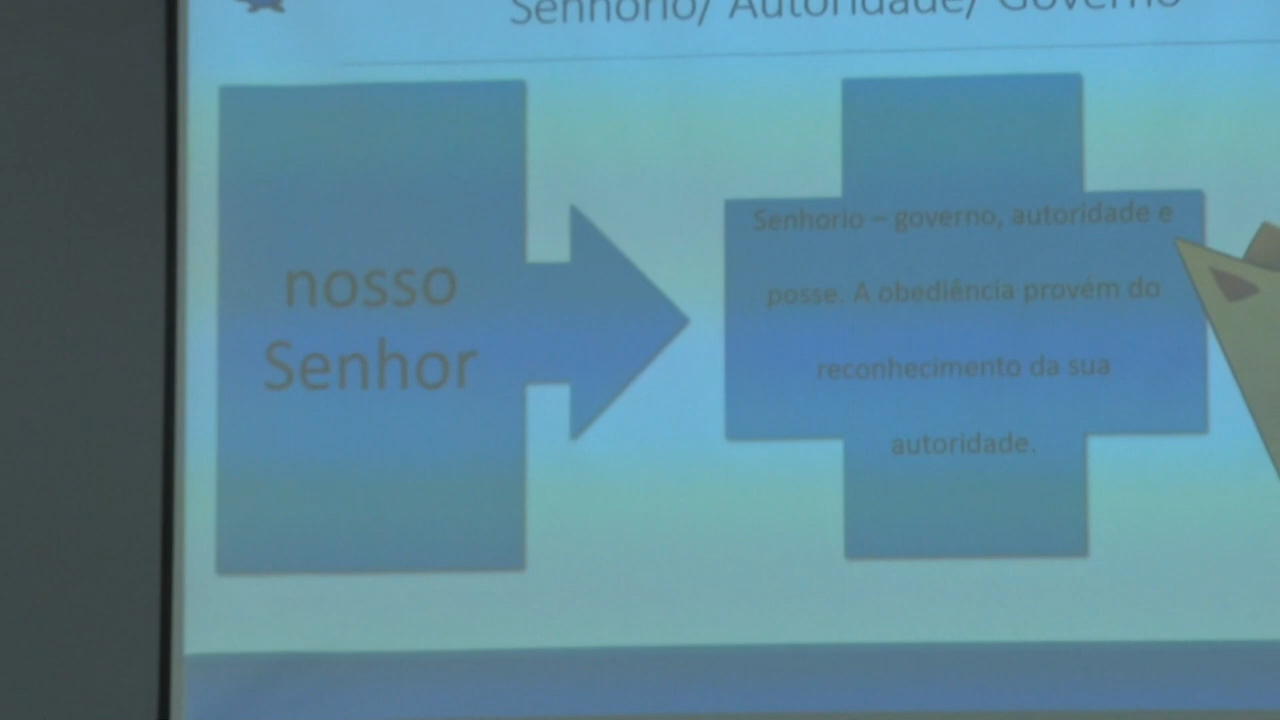 Senhorio/ Autoridade/ Governo
nosso
Senhor
Senhorio – governo, autoridade e
posse. A obediência provém do
reconhecimento da sua
autoridade.